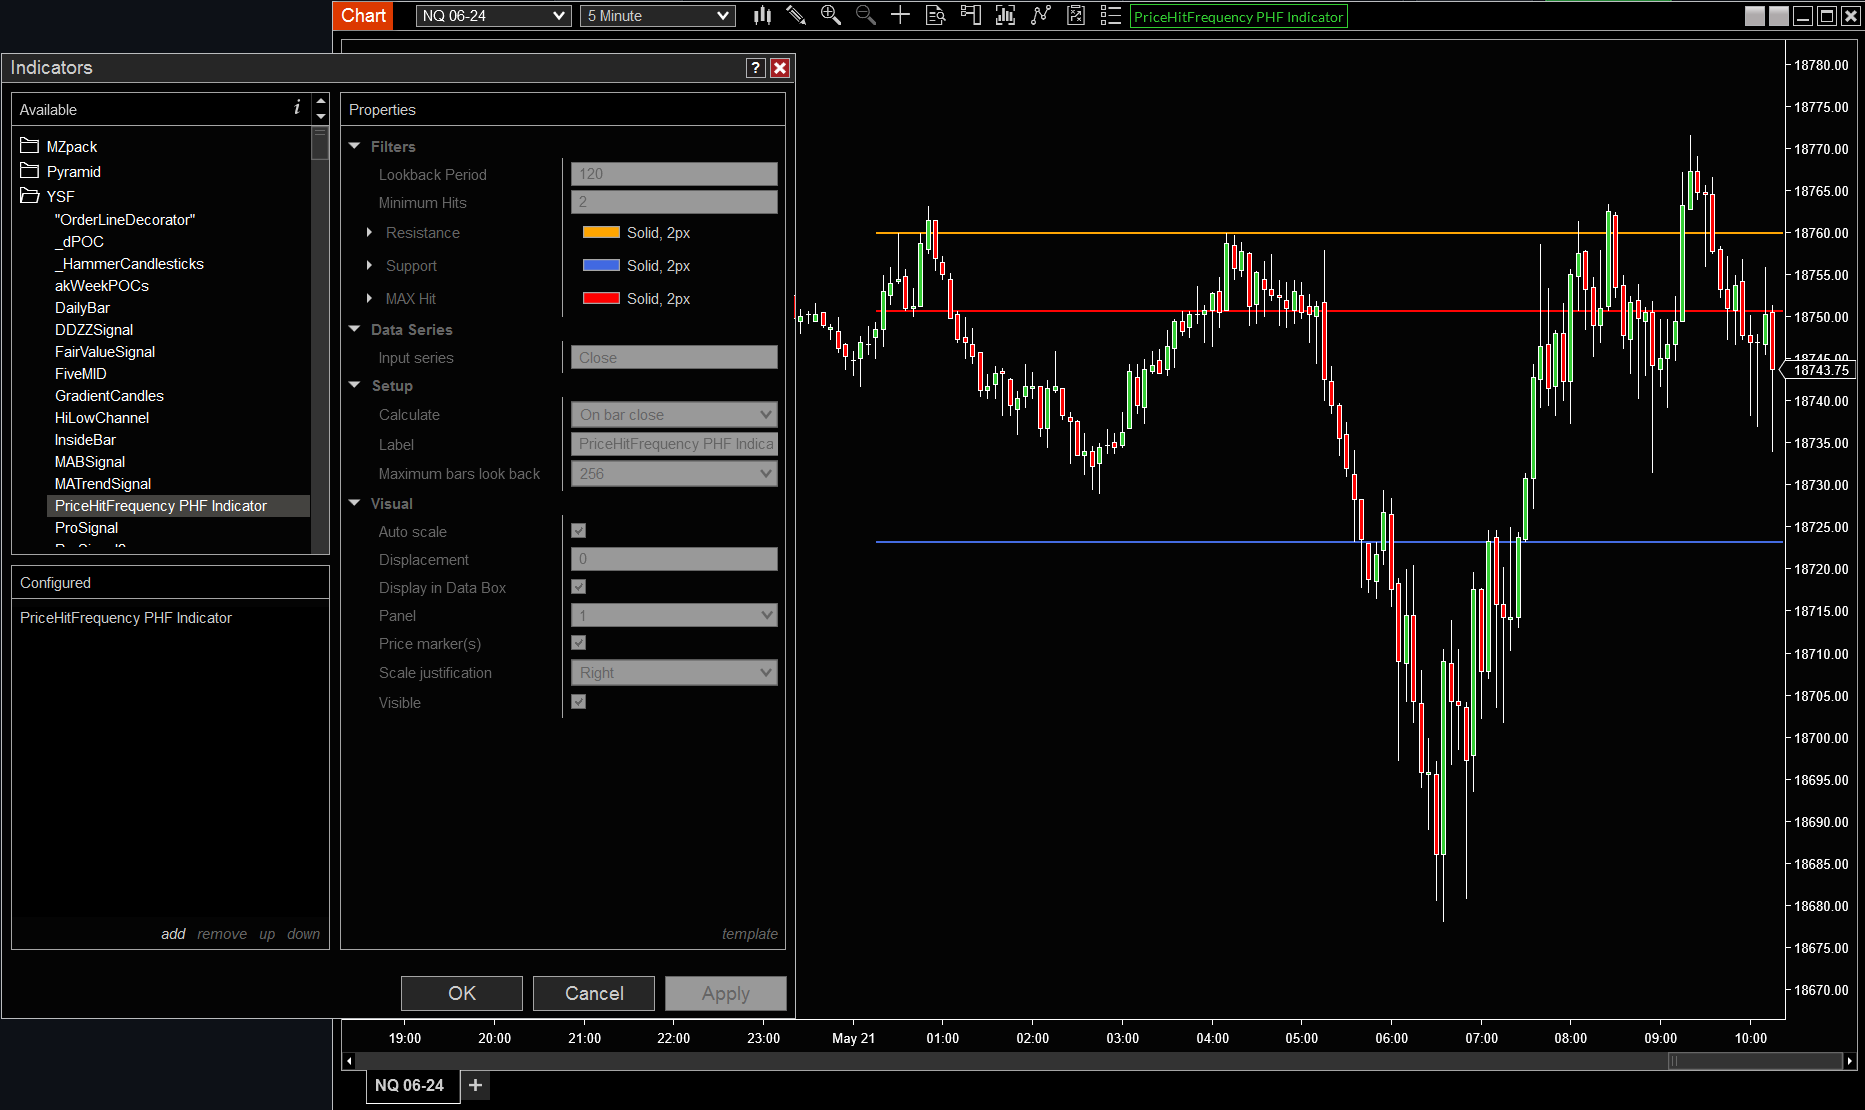 Chart
NQ 06-24
5 Minute
PriceHitFrequency PHF Indicator
Indicators
?
Available
i
MZpack
Pyramid
YSF
"OrderLineDecorator"
_dPOC
_HammerCandlesticks
akWeekPOCs
DailyBar
DDZZSignal
FairValueSignal
FiveMID
GradientCandles
HiLowChannel
InsideBar
MABSignal
MATrendSignal
PriceHitFrequency PHF Indicator
ProSignal
Configured
PriceHitFrequency PHF Indicator
add remove up down
Properties
Filters
Lookback Period 120
Minimum Hits 2
Resistance Solid, 2px
Support Solid, 2px
MAX Hit Solid, 2px
Data Series
Input series Close
Setup
Calculate On bar close
Label PriceHitFrequency PHF Indica
Maximum bars look back 256
Visual
Auto scale
Displacement 0
Display in Data Box
Panel 1
Price marker(s)
Scale justification Right
Visible
template
OK Cancel Apply
18780.00
18775.00
18770.00
18765.00
18760.00
18755.00
18750.00
18745.00
18743.75
18740.00
18735.00
18730.00
18725.00
18720.00
18715.00
18710.00
18705.00
18700.00
18695.00
18690.00
18685.00
18680.00
18675.00
18670.00
19:00 20:00 21:00 22:00 23:00 May 21 01:00 02:00 03:00 04:00 05:00 06:00 07:00 08:00 09:00 10:00
NQ 06-24 +